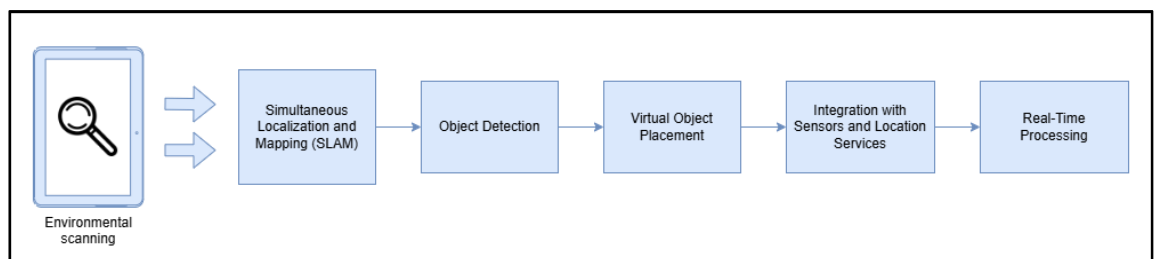 Environmental
scanning
Simultaneous
Localization and
Mapping (SLAM)
Object Detection
Virtual Object
Placement
Integration with
Sensors and Location
Services
Real-Time
Processing